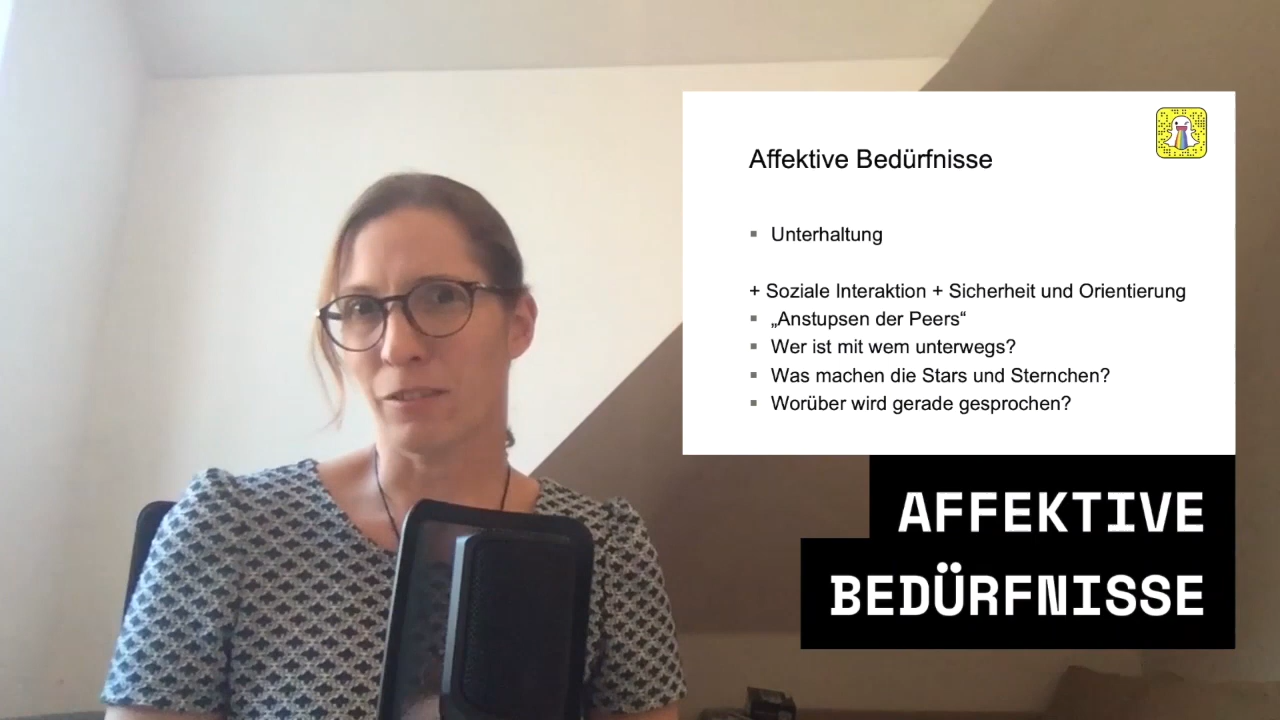 Affektive Bedürfnisse
▪ Unterhaltung
+ Soziale Interaktion + Sicherheit und Orientierung
▪ „Anstupsen der Peers“
▪ Wer ist mit wem unterwegs?
▪ Was machen die Stars und Sternchen?
▪ Worüber wird gerade gesprochen?
AFFEKTIVE
BEDÜRFNISSE